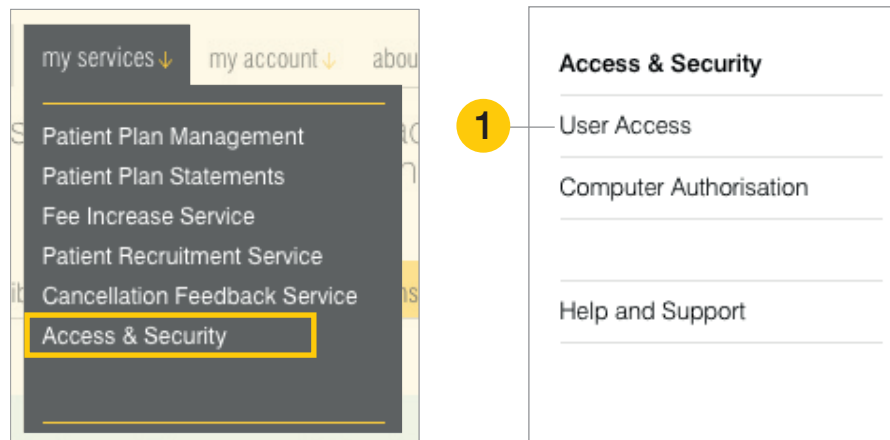 my services↓ my account↓ abou
Patient Plan Management
Patient Plan Statements
Fee Increase Service
Patient Recruitment Service
Cancellation Feedback Service
Access & Security
Access & Security
1
User Access
Computer Authorisation
Help and Support